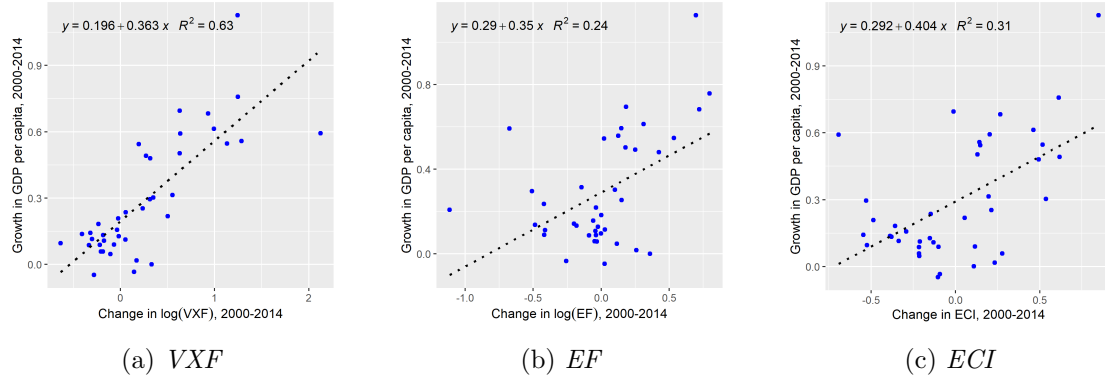 y = 0.196 + 0.363 x R² = 0.63
Growth in GDP per capita, 2000-2014
0.9
0.6
0.3
0.0
0
1
2
Change in log(VXF), 2000-2014
(a) VXF
y = 0.29 + 0.35 x R² = 0.24
Growth in GDP per capita, 2000-2014
0.8
0.4
0.0
-1.0
-0.5
0.0
0.5
Change in log(EF), 2000-2014
(b) EF
y = 0.292 + 0.404 x R² = 0.31
Growth in GDP per capita, 2000-2014
0.9
0.6
0.3
0.0
-0.5
0.0
0.5
Change in ECI, 2000-2014
(c) ECI